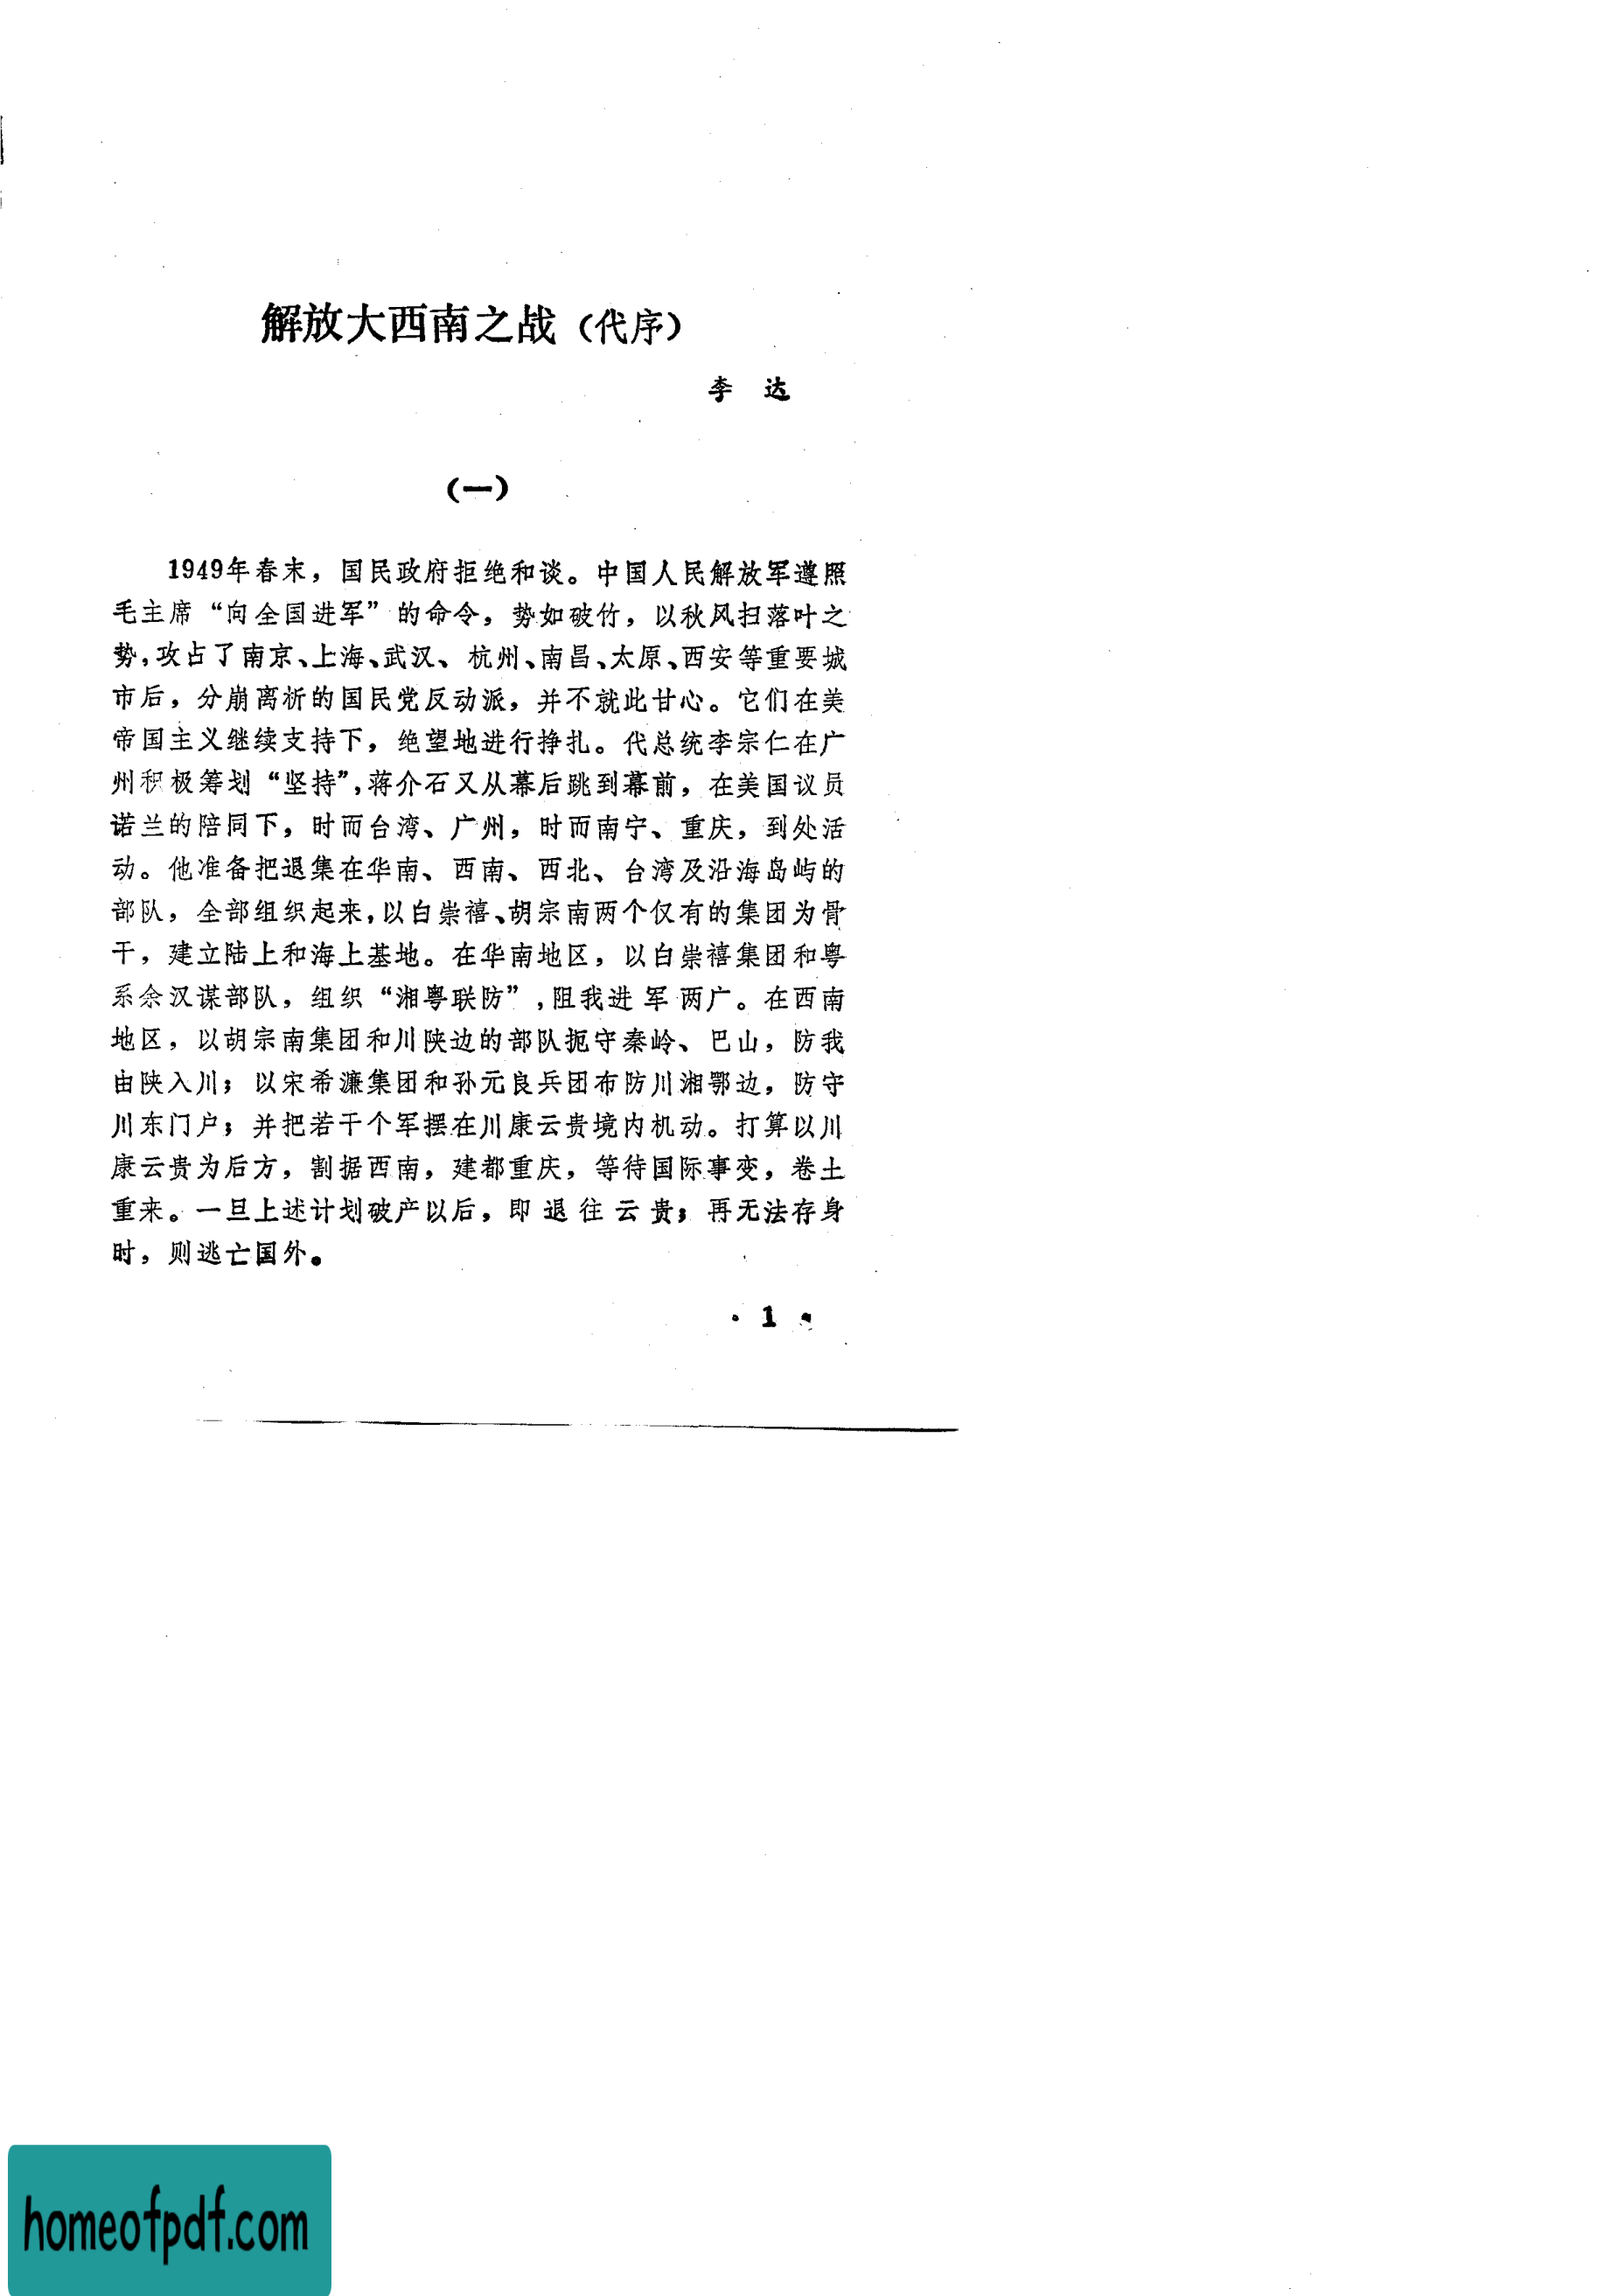 解放大西南之战（代序）
李 达
（一）
1949年春末，国民政府拒绝和谈。中国人民解放军遵照
毛主席“向全国进军”的命令，势如破竹，以秋风扫落叶之
势，攻占了南京、上海、武汉、杭州、南昌、太原、西安等重要城
市后，分崩离析的国民党反动派，并不就此甘心。它们在美
帝国主义继续支持下，绝望地进行挣扎。代总统李宗仁在广
州积极筹划“坚持”，蒋介石又从幕后跳到幕前，在美国议员
诺兰的陪同下，时而台湾、广州，时而南宁、重庆，到处活
动。他准备把退集在华南、西南、西北、台湾及沿海岛屿的
部队，全部组织起来，以白崇禧、胡宗南两个仅有的集团为骨
干，建立陆上和海上基地。在华南地区，以白崇禧集团和粤
系余汉谋部队，组织“湘粤联防”，阻我进军两广。在西南
地区，以胡宗南集团和川陕边的部队扼守秦岭、巴山，防我
由陕入川；以宋希濂集团和孙元良兵团布防川湘鄂边，防守
川东门户；并把若干个军摆在川康云贵境内机动。打算以川
康云贵为后方，割据西南，建都重庆，等待国际事变，卷土
重来。一旦上述计划破产以后，即退往云贵；再无法存身
时，则逃亡国外。
· 1 ·
homeofpdf.com